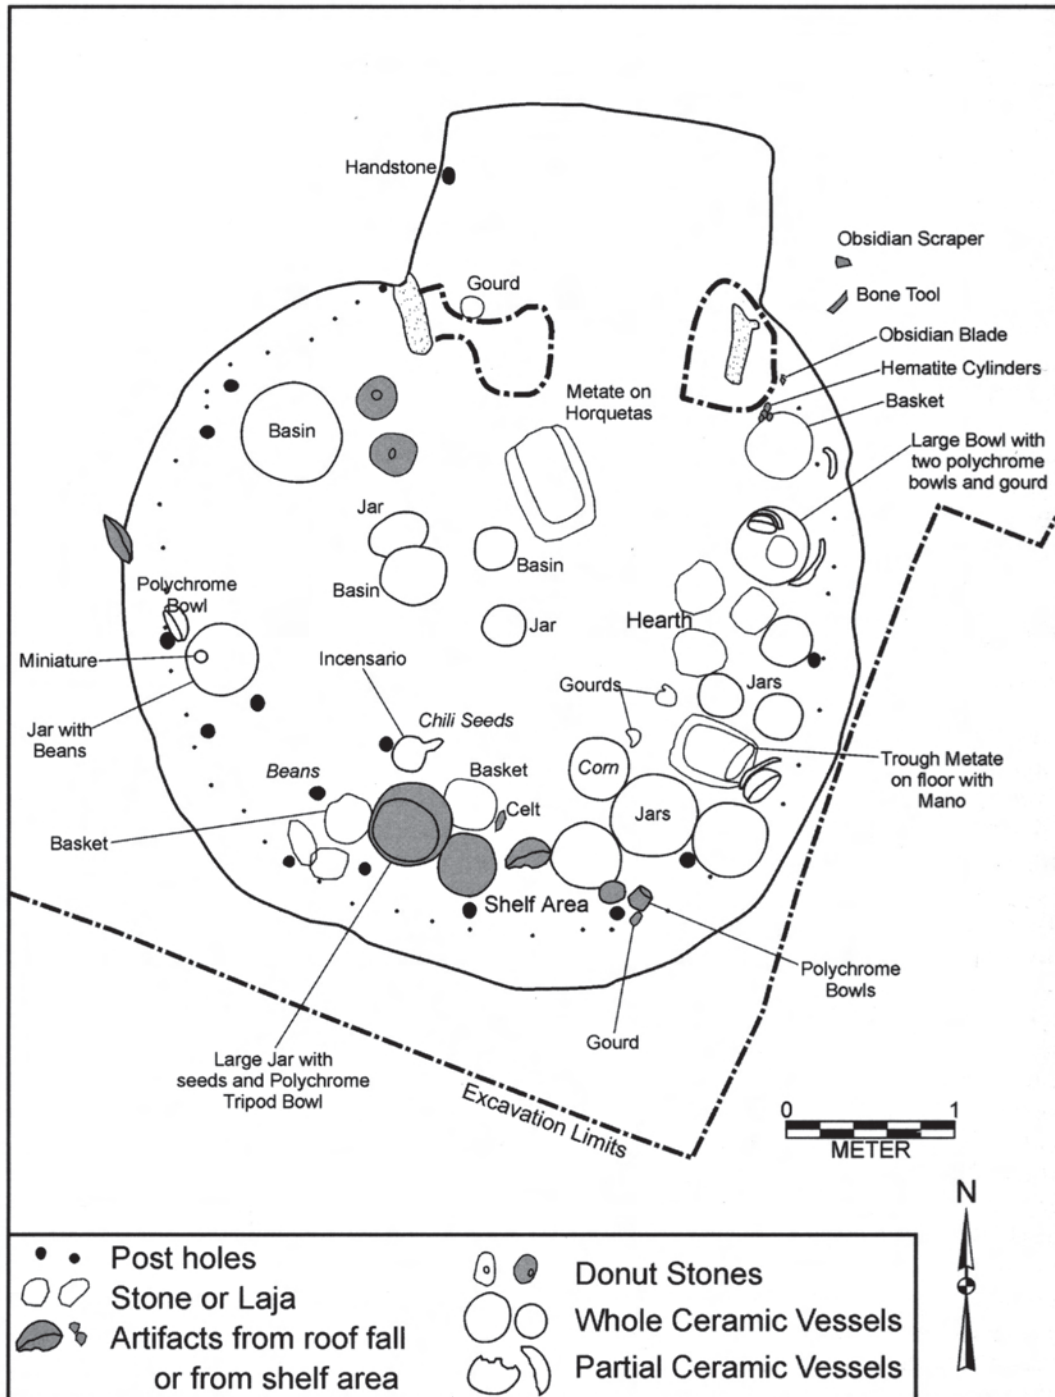 Handstone
Obsidian Scraper
Gourd
Bone Tool
Obsidian Blade
Hematite Cylinders
Metate on
Horquetas
Basket
Basin
Large Bowl with
two polychrome
bowls and gourd
Jar
Basin
Basin
Polychrome
Bowl
Hearth
Jar
Miniature
Incensario
Gourds
Jars
Jar with
Beans
Chili Seeds
Trough Metate
on floor with
Mano
Beans
Basket
Corn
Celt
Jars
Basket
Shelf Area
Polychrome
Bowls
Gourd
Large Jar with
seeds and Polychrome
Tripod Bowl
Excavation Limits
0 1
METER
N
Post holes
Stone or Laja
Artifacts from roof fall
or from shelf area
Donut Stones
Whole Ceramic Vessels
Partial Ceramic Vessels